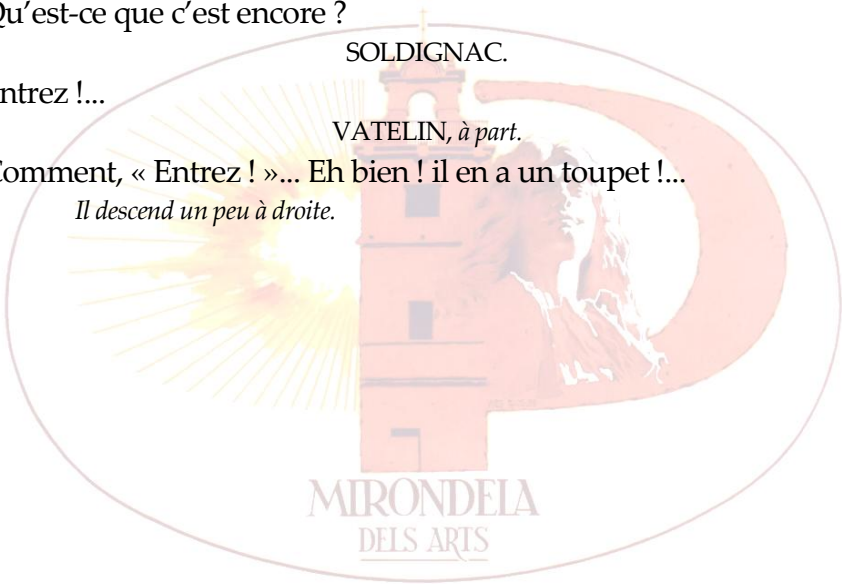 Qu’est-ce que c’est encore ?
SOLDIGNAC.
ntrez !...
VATELIN, à part.
Comment, « Entrez ! »... Eh bien ! il en a un toupet !...
Il descend un peu à droite.
MIRONDELA
DELS ARTS